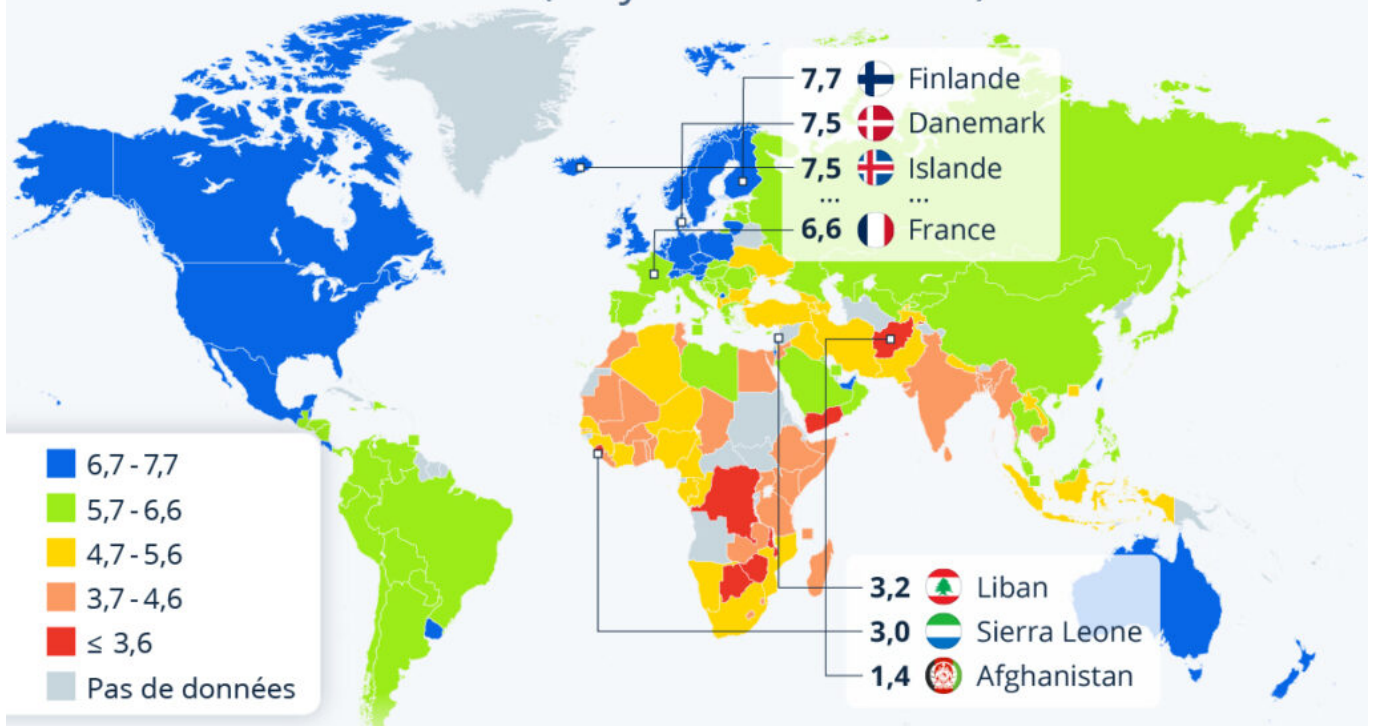 7,7 Finlande
7,5 Danemark
7,5 Islande
... ...
6,6 France
6,7 - 7,7
5,7 - 6,6
4,7 - 5,6
3,7 - 4,6
≤ 3,6
Pas de données
3,2 Liban
3,0 Sierra Leone
1,4 Afghanistan